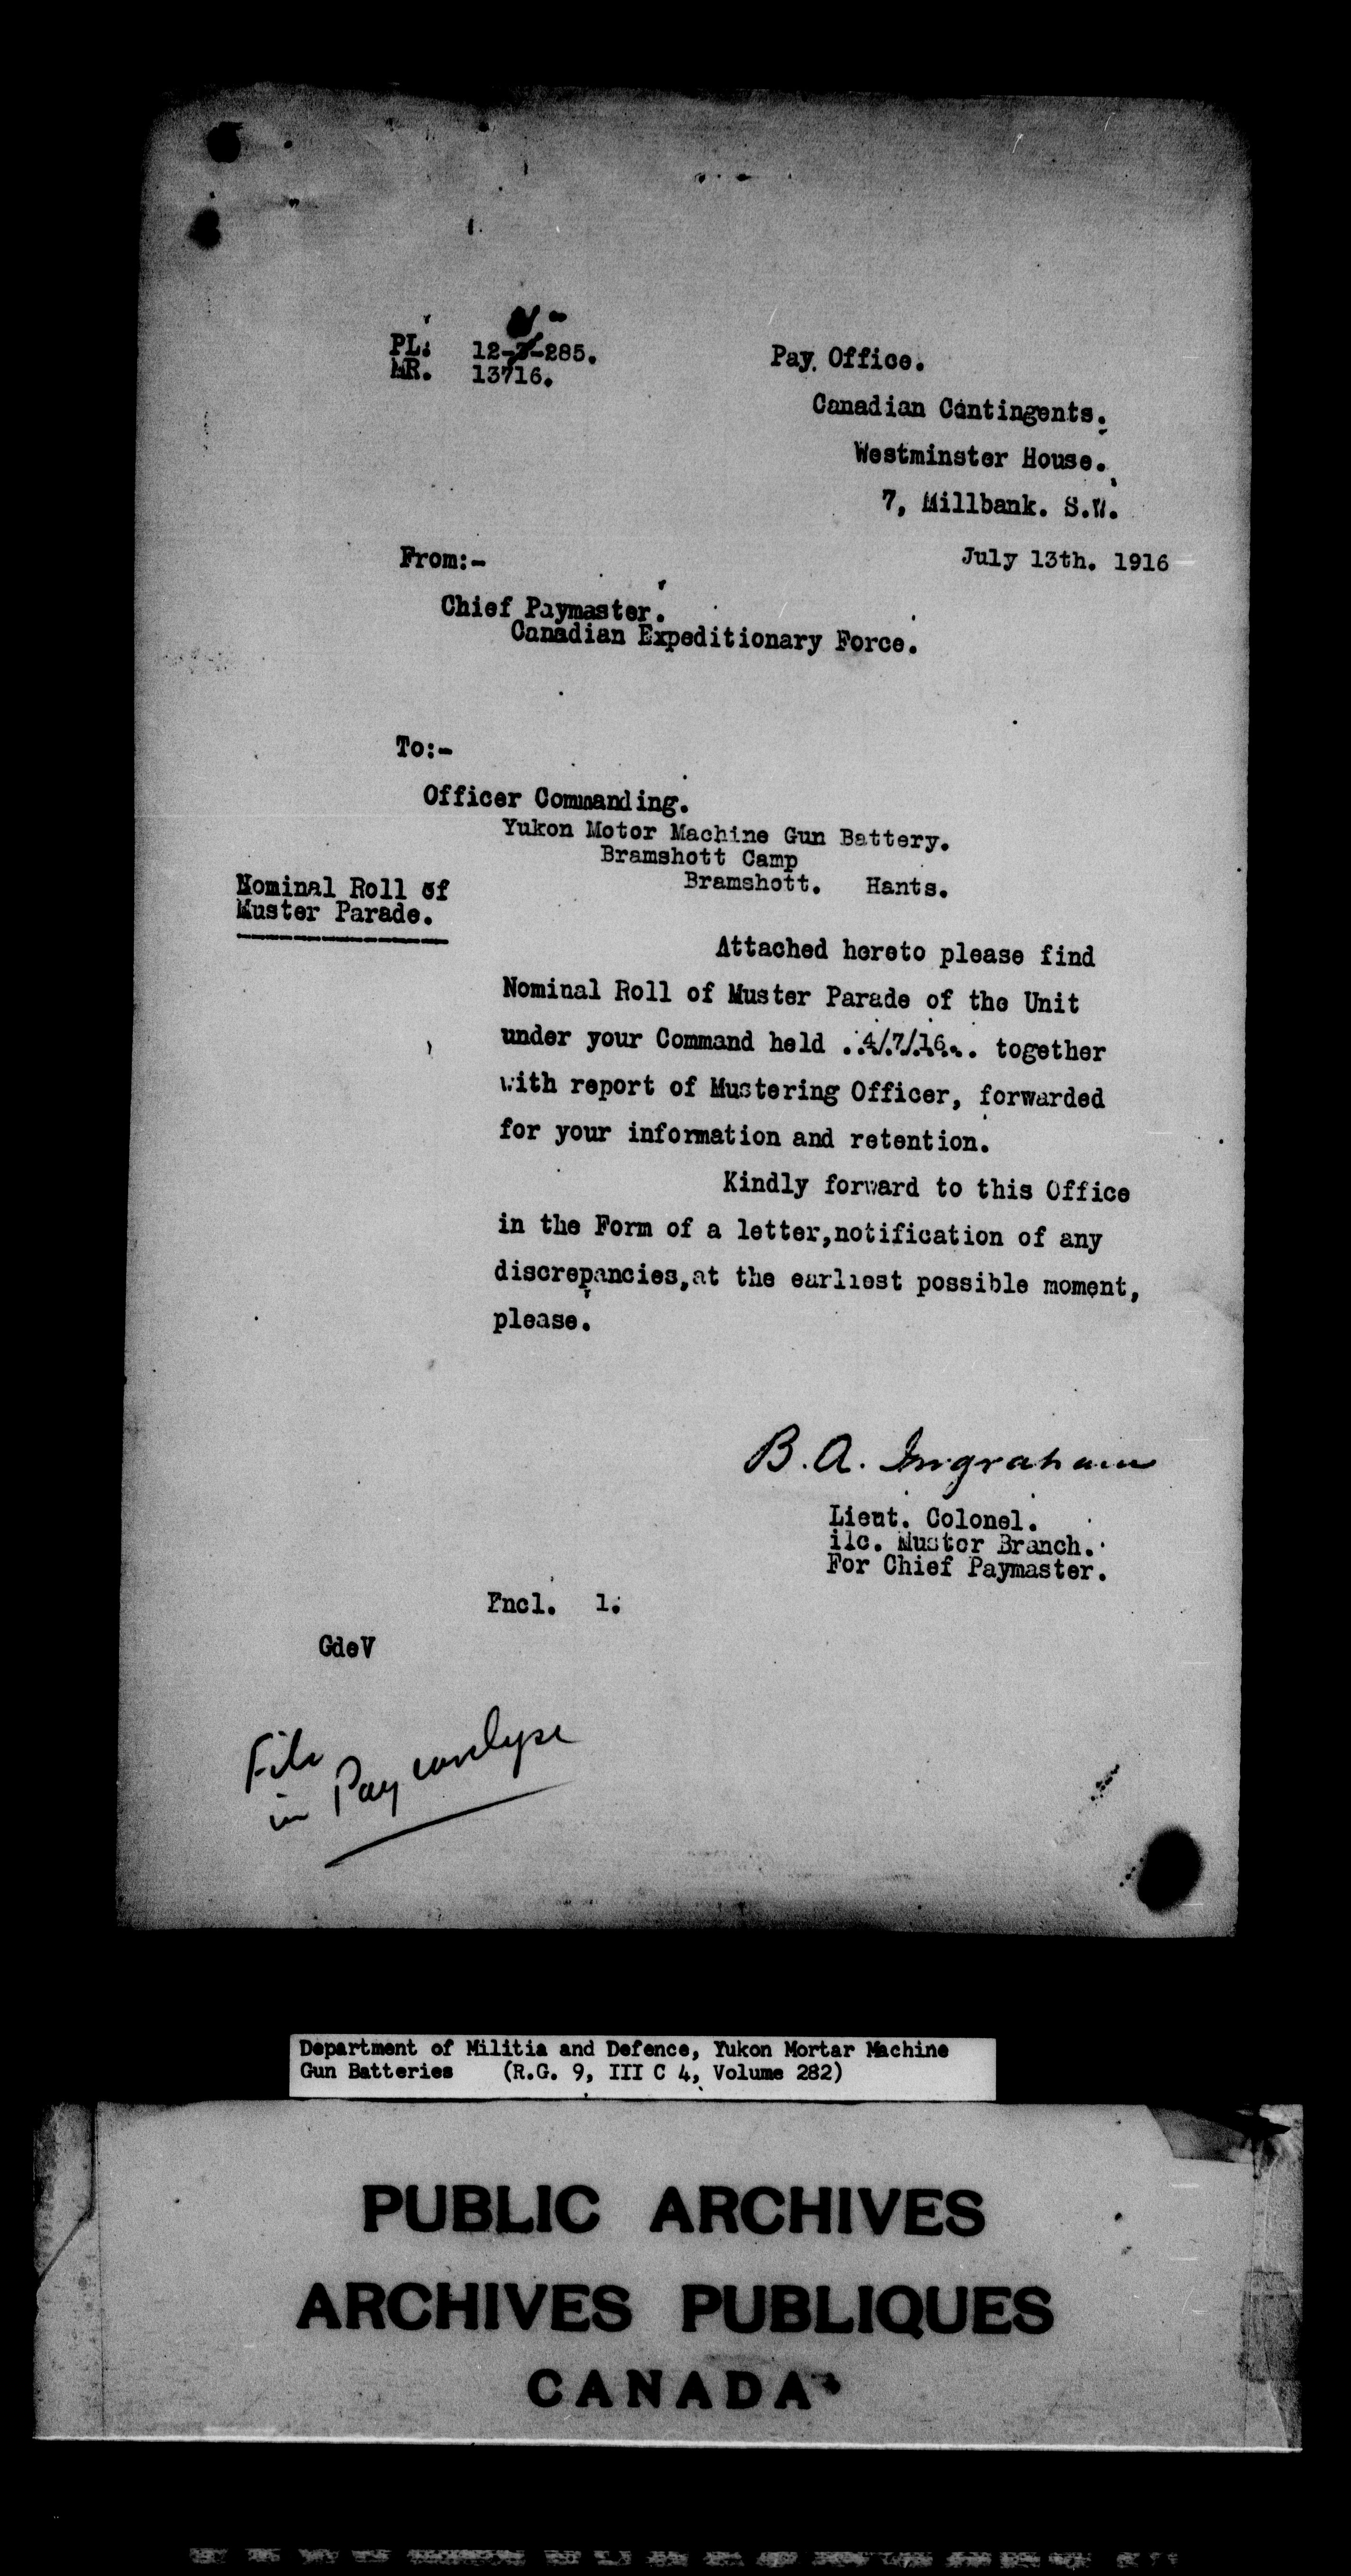 PL. 12-7-285.
MR. 13716.
Pay. Office.
Canadian Contingents.
Westminster House.
7, Millbank. S.W.
July 13th. 1916
From:-
Chief Paymaster.
Canadian Expeditionary Force.
To:-
Officer Commanding.
Yukon Motor Machine Gun Battery.
Bramshott Camp
Bramshott. Hants.
Nominal Roll of
Muster Parade.
Attached hereto please find
Nominal Roll of Muster Parade of the Unit
under your Command held ..4/.7/.16... together
with report of Mustering Officer, forwarded
for your information and retention.
Kindly forward to this Office
in the Form of a letter,notification of any
discrepancies,at the earliest possible moment,
please.
B. A. Ingraham
Lieut. Colonel.
ilc. Muster Branch.
For Chief Paymaster.
Encl. 1.
GdeV
File
in Pay
Department of Militia and Defence, Yukon Mortar Machine
Gun Batteries (R.G. 9, III C 4, Volume 282)
PUBLIC ARCHIVES
ARCHIVES PUBLIQUES
CANADA